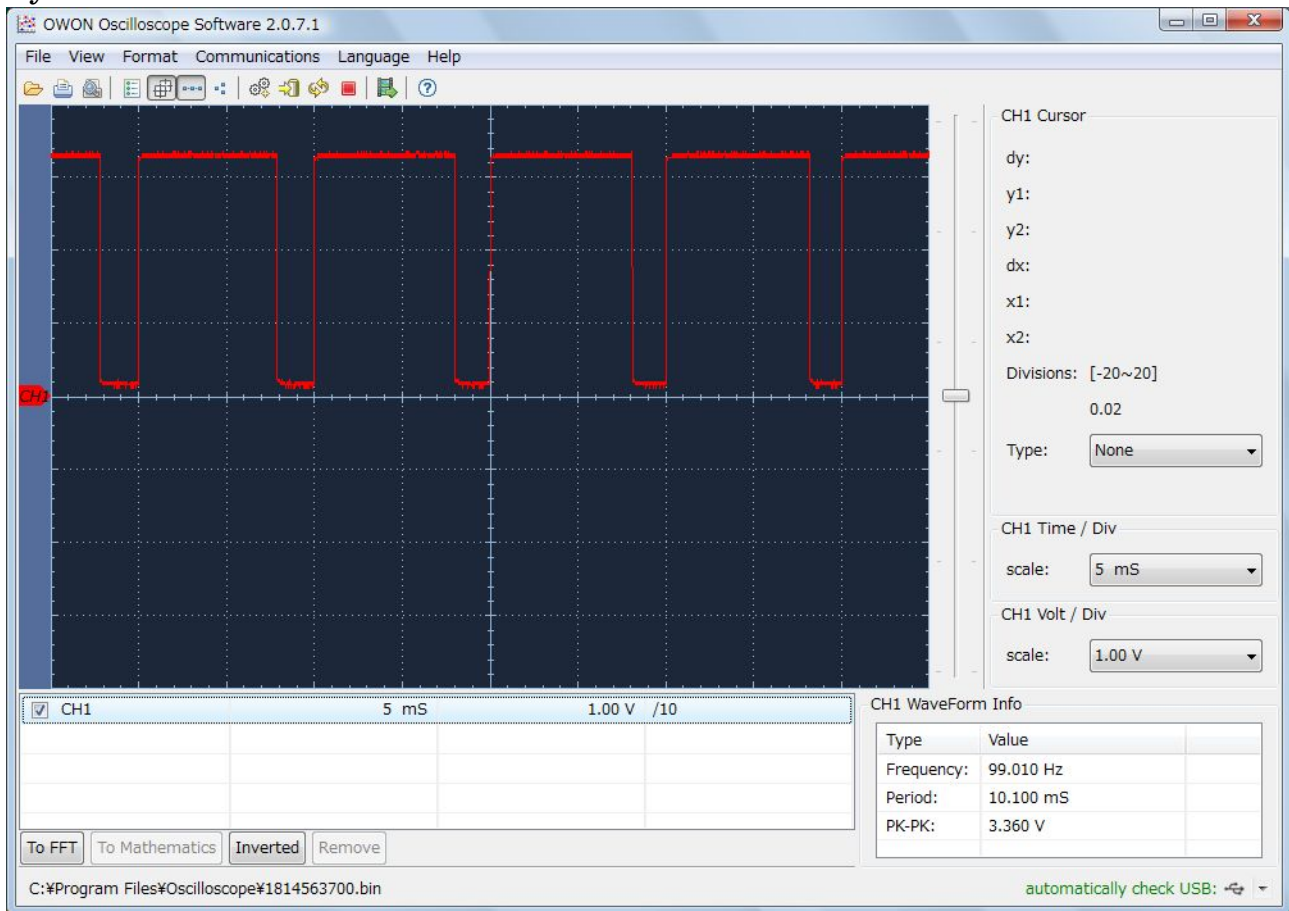 OWON Oscilloscope Software 2.0.7.1
File View Format Communications Language Help
CH1
CH1 Cursor
dy:
y1:
y2:
dx:
x1:
x2:
Divisions: [-20~20]
0.02
Type: None
CH1 Time / Div
scale: 5 mS
CH1 Volt / Div
scale: 1.00 V
CH1 5 mS 1.00 V /10
CH1 WaveForm Info
Type Value
Frequency: 99.010 Hz
Period: 10.100 mS
PK-PK: 3.360 V
To FFT To Mathematics Inverted Remove
C:¥Program Files¥Oscilloscope¥1814563700.bin
automatically check USB: